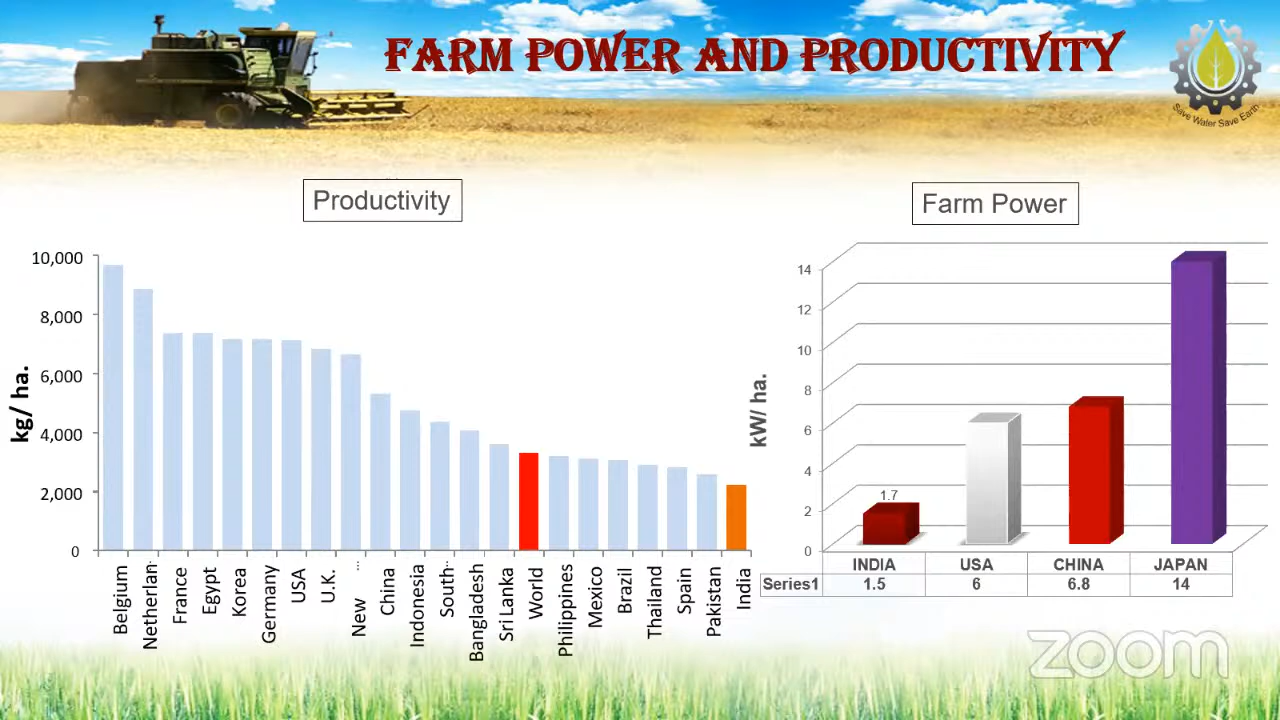 FARM POWER AND PRODUCTIVITY
Save Water Save Earth
Productivity
Farm Power
kg/ ha.
10,000
8,000
6,000
4,000
2,000
0
Belgium
Netherlan..
France
Egypt
Korea
Germany
USA
U.K.
New ...
China
Indonesia
South..
Bangladesh
Sri Lanka
World
Philippines
Mexico
Brazil
Thailand
Spain
Pakistan
India
kW/ ha.
14
12
10
8
6
4
2
0
1.7
INDIA USA CHINA JAPAN
Series1 1.5 6 6.8 14
zoom